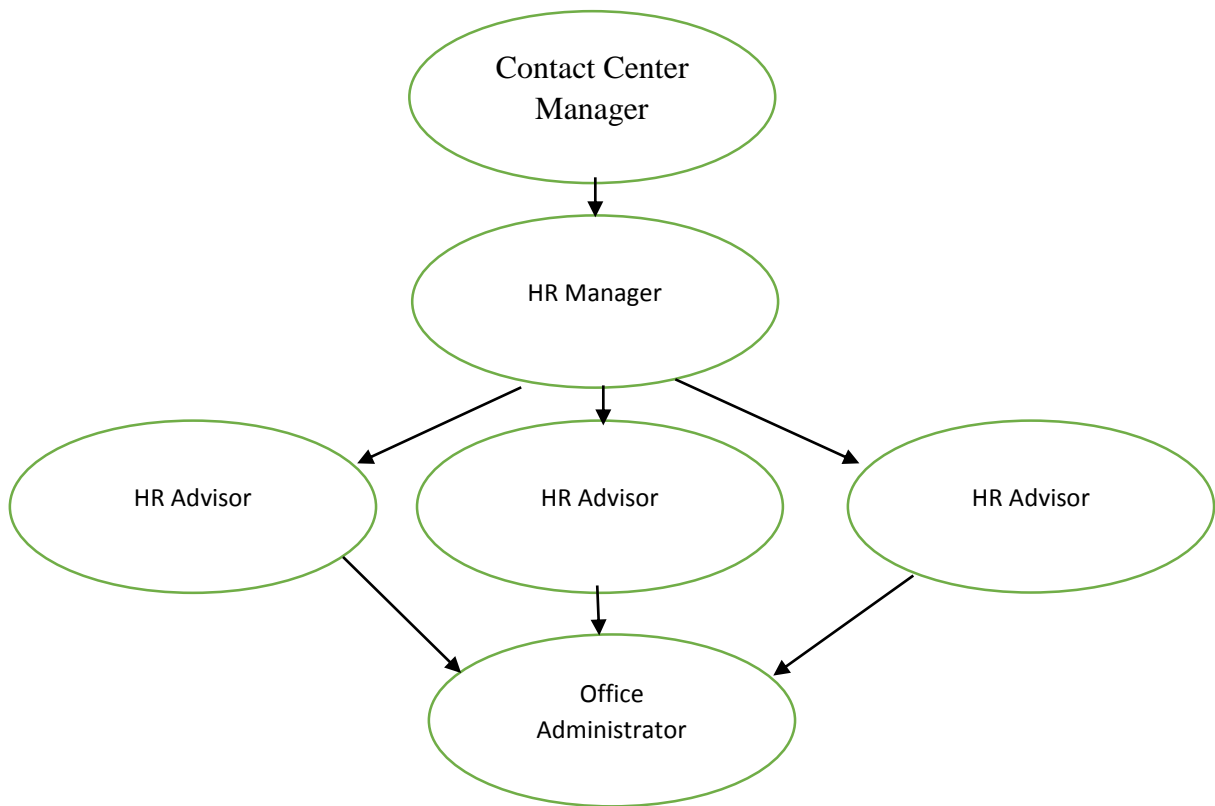 Contact Center
Manager
HR Manager
HR Advisor
HR Advisor
HR Advisor
Office
Administrator